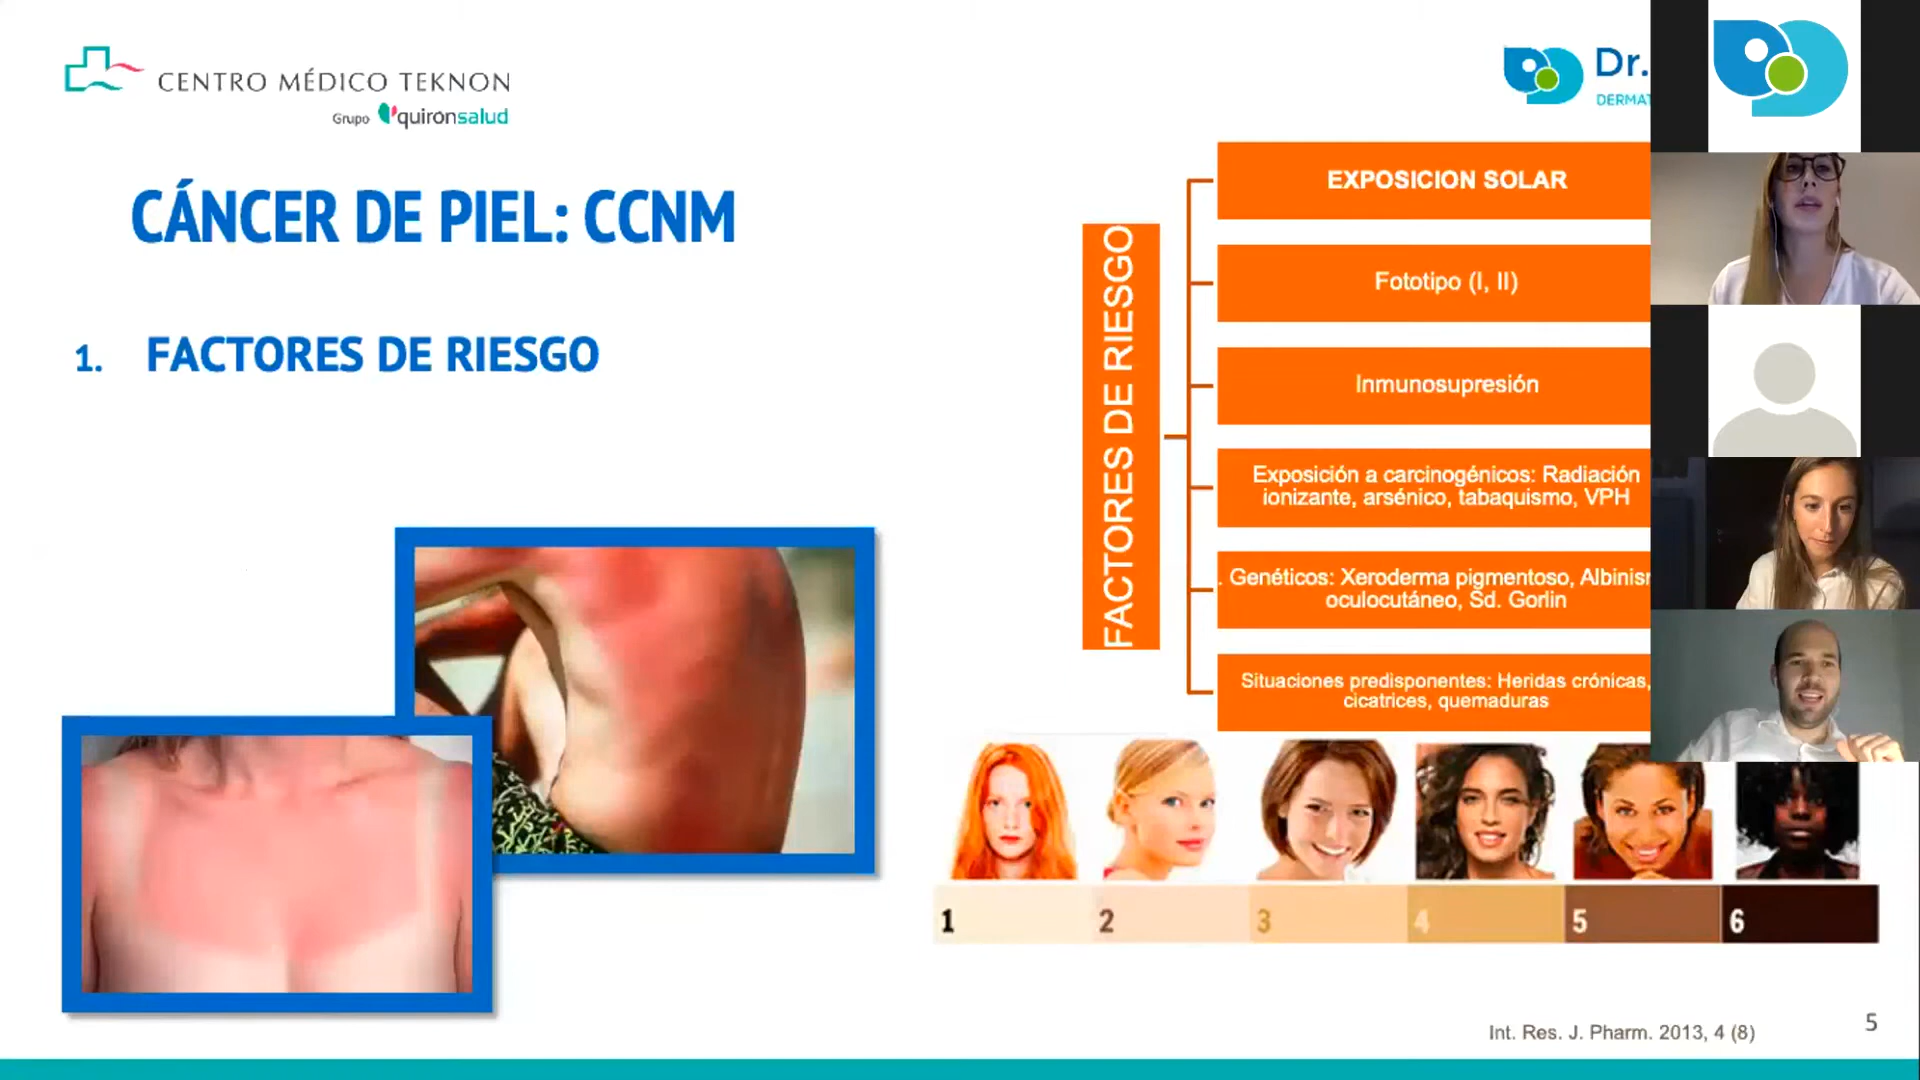 CENTRO MÉDICO TEKNON
Grupo quirónsalud
Dr.
CÁNCER DE PIEL: CCNM
1. FACTORES DE RIESGO
FACTORES DE RIESGO
EXPOSICION SOLAR
Fototipo (I, II)
Inmunosupresión
Exposición a carcinogénicos: Radiación
ionizante, arsénico, tabaquismo, VPH
. Genéticos: Xeroderma pigmentoso,
oculocutáneo, Sd. Gorlin
Situaciones predisponentes: Heridas crónicas,
cicatrices, quemaduras
1 2 3 4 5 6
Int. Res. J. Pharm. 2013, 4 (8)
5